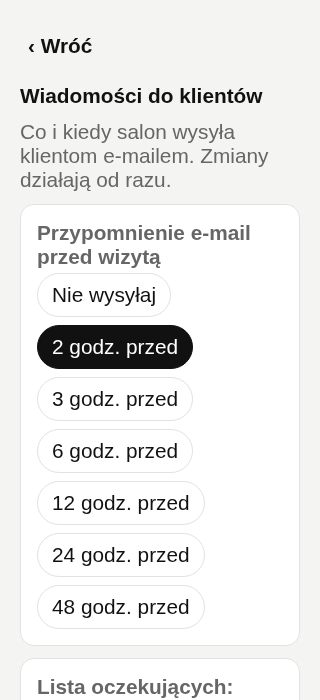 ‹ Wróć
Wiadomości do klientów
Co i kiedy salon wysyła
klientom e-mailem. Zmiany
działają od razu.
Przypomnienie e-mail
przed wizytą
Nie wysyłaj
2 godz. przed
3 godz. przed
6 godz. przed
12 godz. przed
24 godz. przed
48 godz. przed
Lista oczekujących: